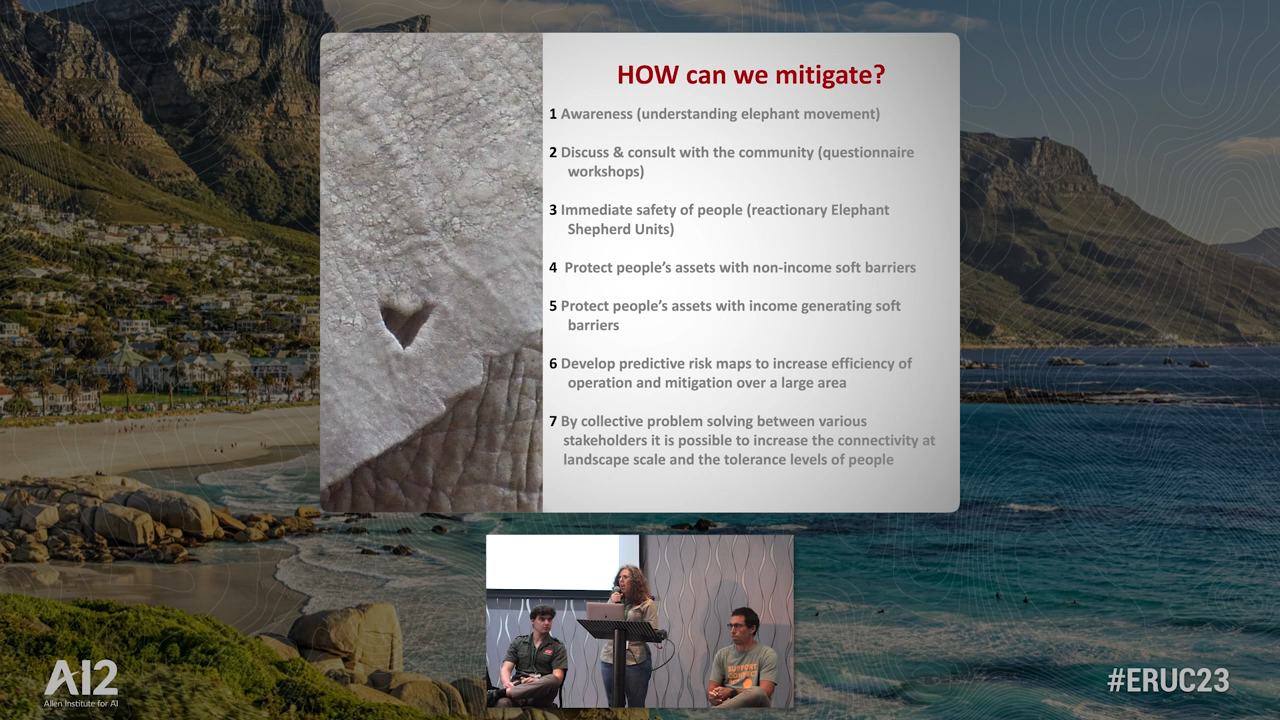 HOW can we mitigate?
1 Awareness (understanding elephant movement)
2 Discuss & consult with the community (questionnaire
workshops)
3 Immediate safety of people (reactionary Elephant
Shepherd Units)
4 Protect people's assets with non-income soft barriers
5 Protect people's assets with income generating soft
barriers
6 Develop predictive risk maps to increase efficiency of
operation and mitigation over a large area
7 By collective problem solving between various
stakeholders it is possible to increase the connectivity at
landscape scale and the tolerance levels of people
SUPPORT
AI2
Allen Institute for AI
#ERUC23